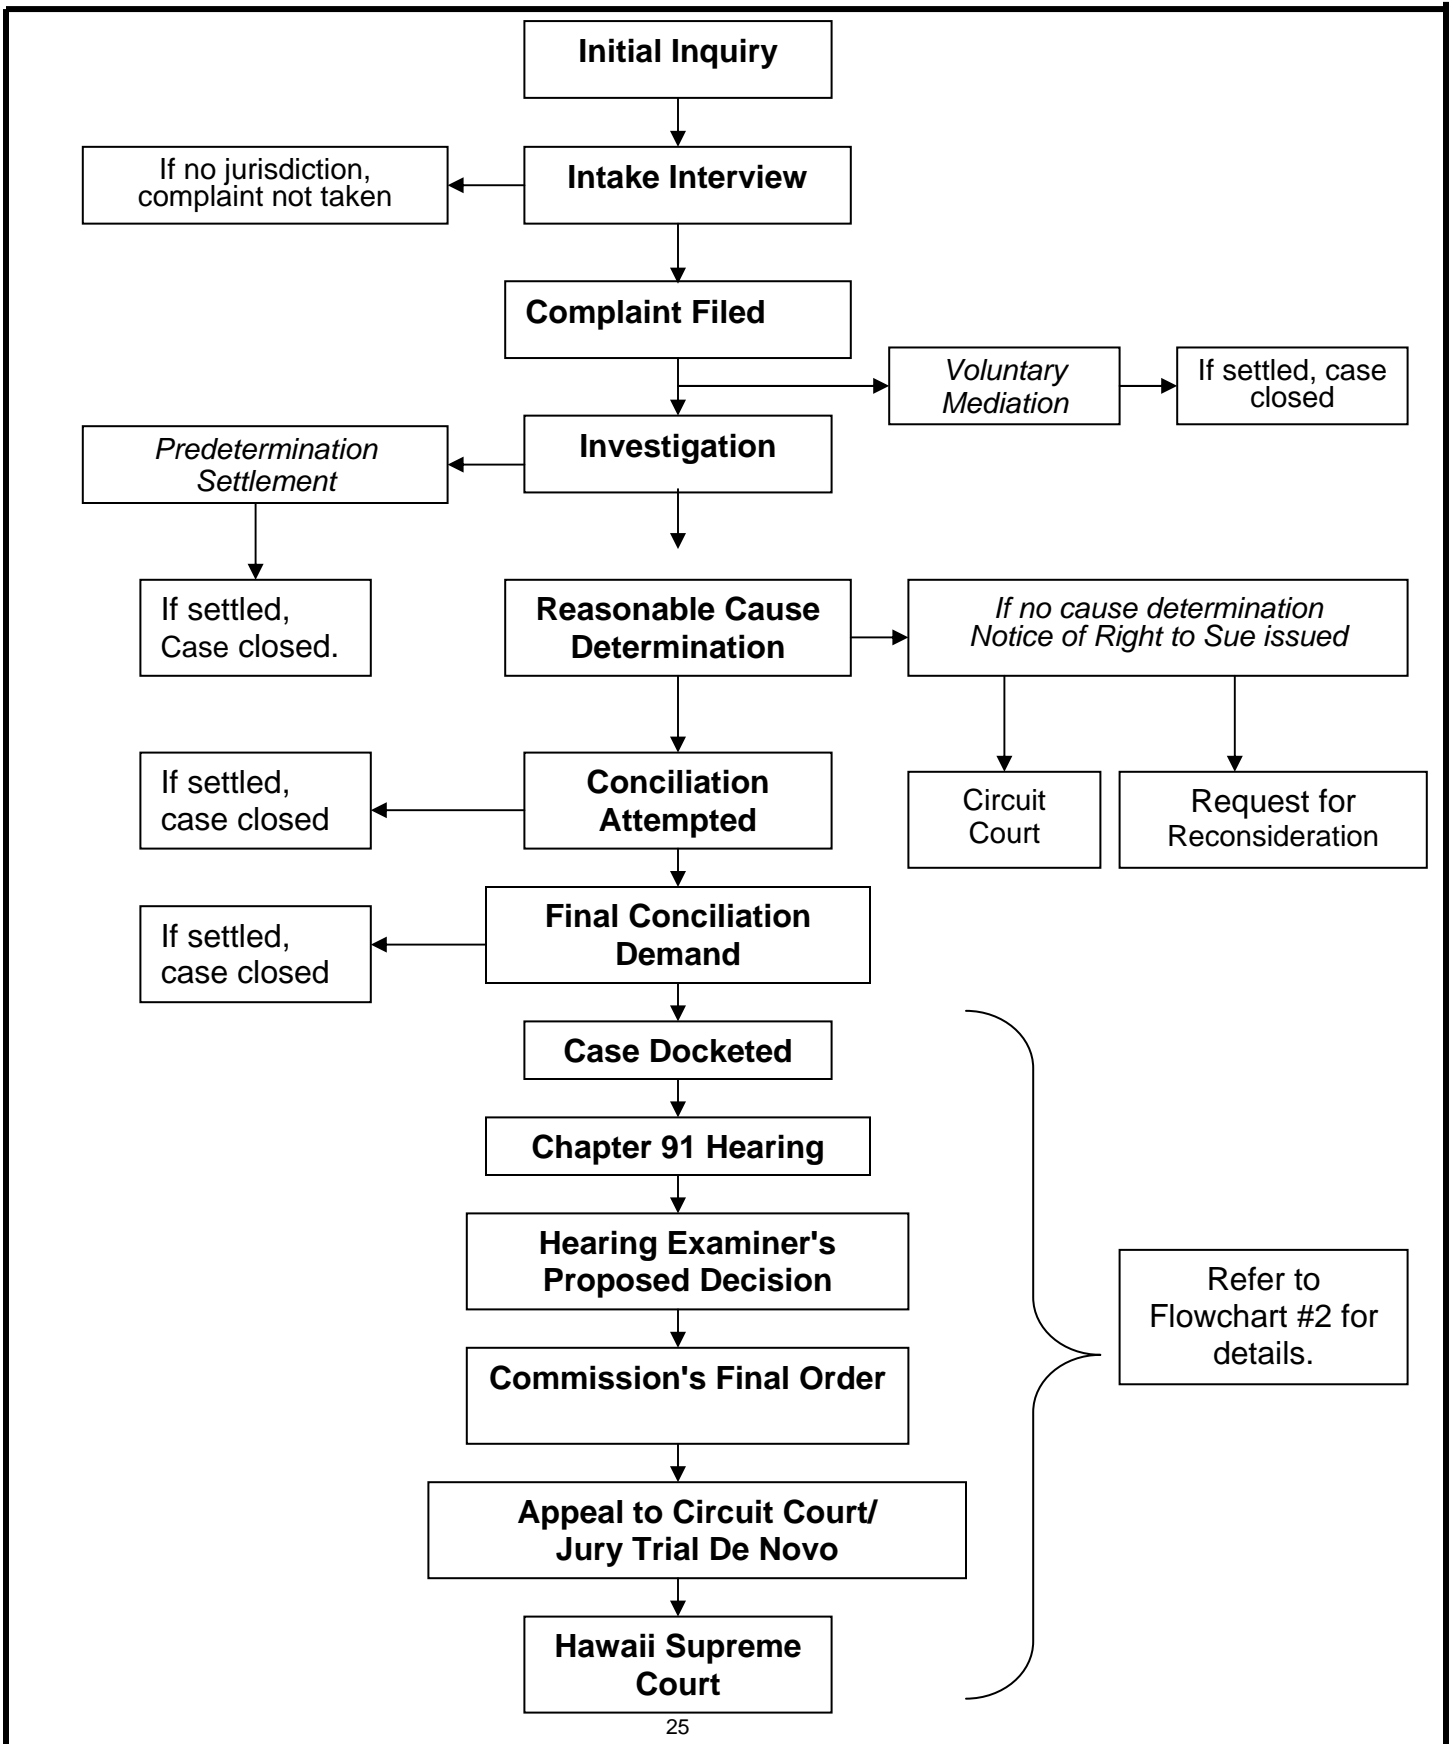 Initial Inquiry
If no jurisdiction,
complaint not taken
Intake Interview
Complaint Filed
Voluntary
Mediation
If settled, case
closed
Predetermination
Settlement
Investigation
If settled,
Case closed.
Reasonable Cause
Determination
If no cause determination
Notice of Right to Sue issued
If settled,
case closed
Conciliation
Attempted
Circuit
Court
Request for
Reconsideration
If settled,
case closed
Final Conciliation
Demand
Case Docketed
Chapter 91 Hearing
Hearing Examiner's
Proposed Decision
Refer to
Flowchart #2 for
details.
Commission's Final Order
Appeal to Circuit Court/
Jury Trial De Novo
Hawaii Supreme
Court
25